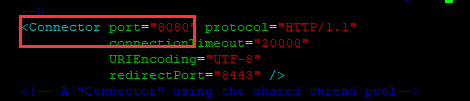 -->
<Connector port="8080" protocol="HTTP/1.1"
connectionTimeout="20000"
URIEncoding="UTF-8"
redirectPort="8443" />
<!-- A "Connector" using the shared thread pool-->